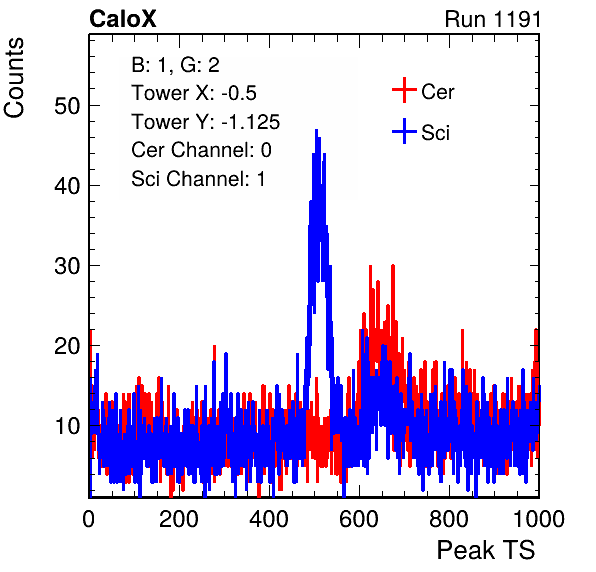 CaloX Run 1191
Counts
B: 1, G: 2
Tower X: -0.5
Tower Y: -1.125
Cer Channel: 0
Sci Channel: 1
Cer
Sci
50
40
30
20
10
0 200 400 600 800 1000
Peak TS